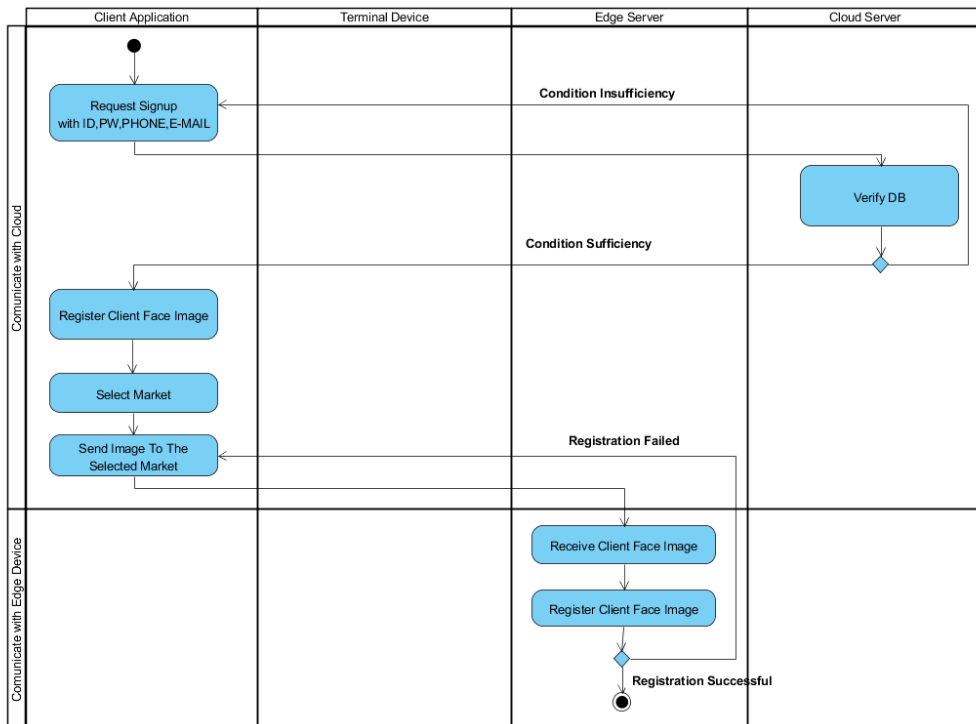 Client Application
Terminal Device
Edge Server
Cloud Server
Comunicate with Cloud
Request Signup
with ID,PW,PHONE,E-MAIL
Condition Insufficiency
Verify DB
Condition Sufficiency
Register Client Face Image
Select Market
Send Image To The
Selected Market
Registration Failed
Comunicate with Edge Device
Receive Client Face Image
Register Client Face Image
Registration Successful